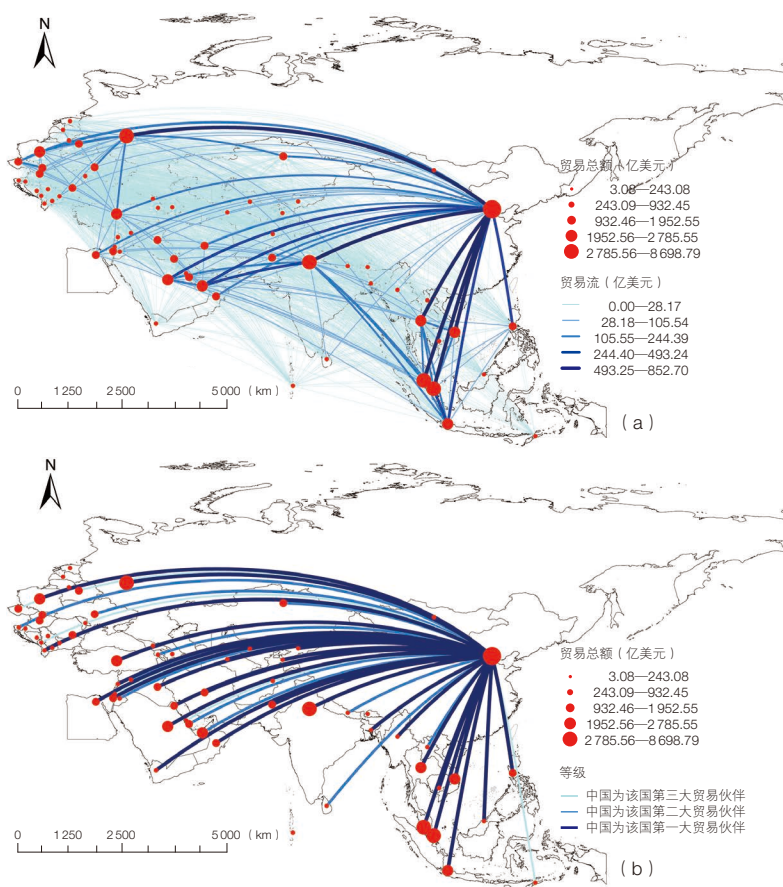 N
贸易总额（亿美元）
3.08—243.08
243.09—932.45
932.46—1 952.55
1952.56—2 785.55
2 785.56—8 698.79
贸易流（亿美元）
0.00—28.17
28.18—105.54
105.55—244.39
244.40—493.24
493.25—852.70
0 1 250 2 500 5 000（km）
（a）
N
贸易总额（亿美元）
3.08—243.08
243.09—932.45
932.46—1 952.55
1952.56—2 785.55
2 785.56—8 698.79
等级
中国为该国第三大贸易伙伴
中国为该国第二大贸易伙伴
中国为该国第一大贸易伙伴
0 1 250 2 500 5 000（km）
（b）